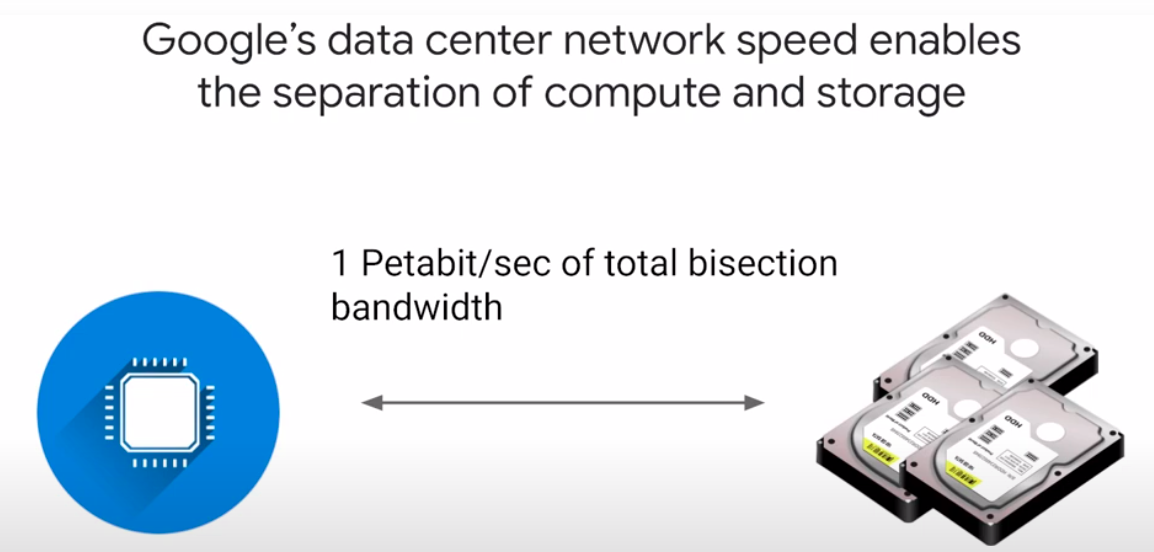 Google’s data center network speed enables
the separation of compute and storage
1 Petabit/sec of total bisection
bandwidth
HDD
HDD
HDD